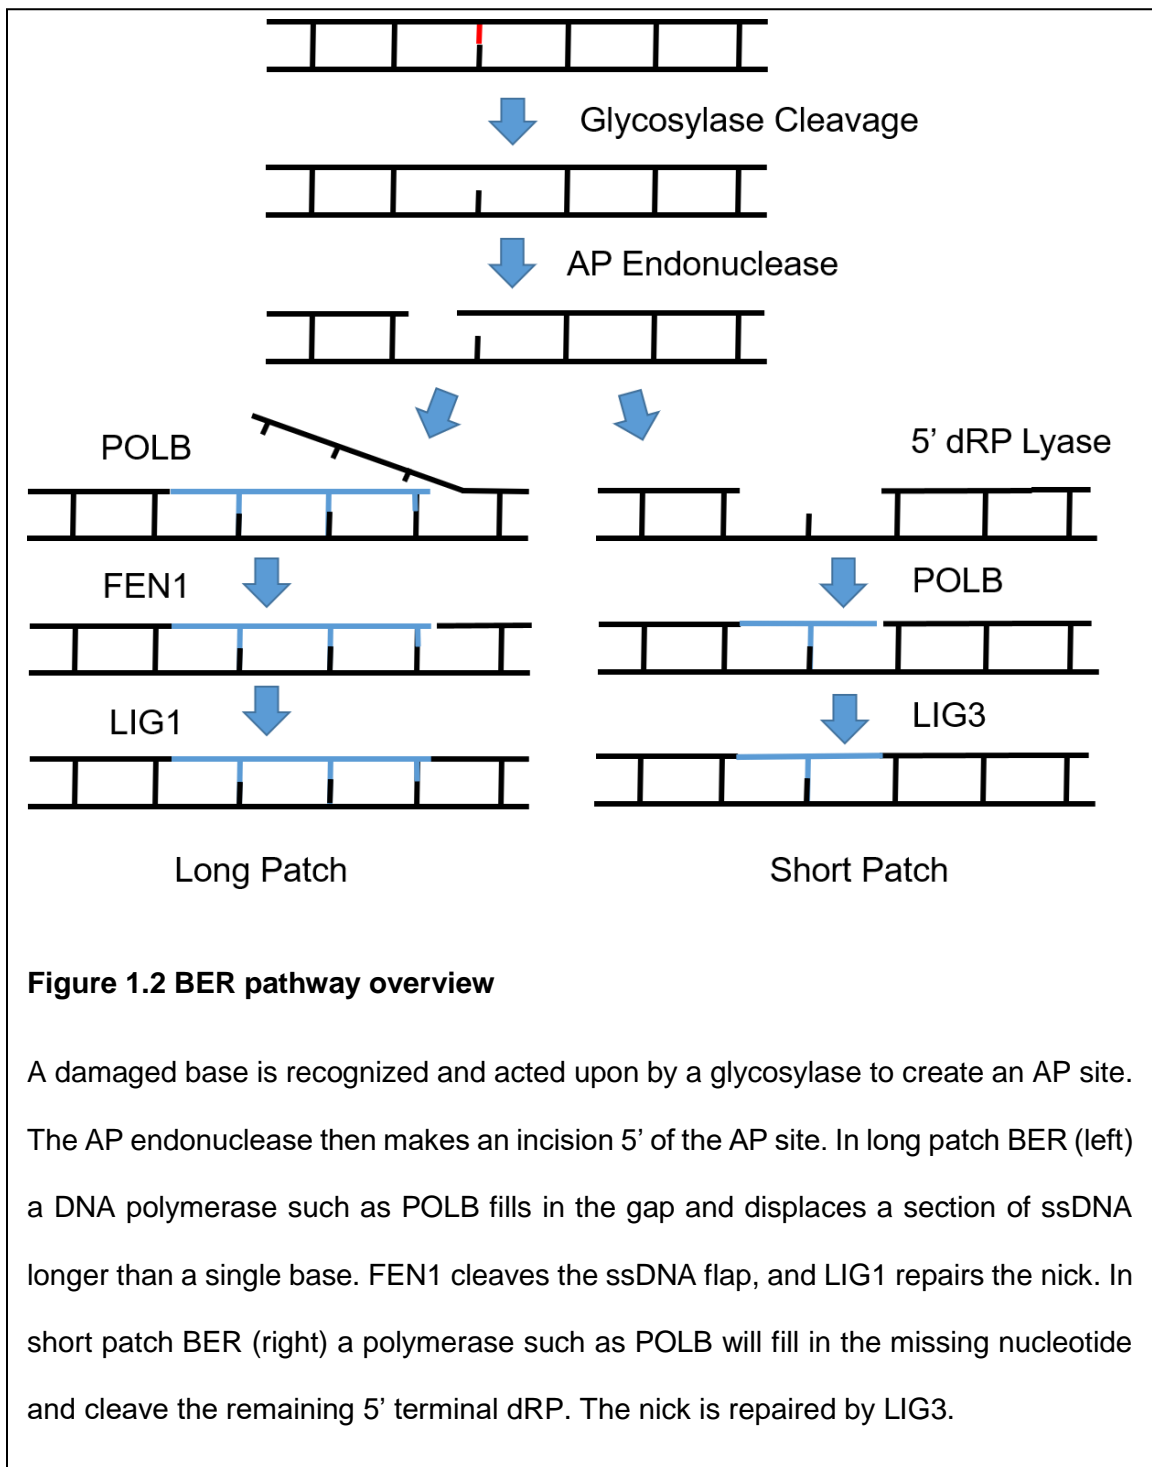 Glycosylase Cleavage
AP Endonuclease
POLB
5’ dRP Lyase
FEN1
POLB
LIG1
LIG3
Long Patch
Short Patch
Figure 1.2 BER pathway overview
A damaged base is recognized and acted upon by a glycosylase to create an AP site.
The AP endonuclease then makes an incision 5’ of the AP site. In long patch BER (left)
a DNA polymerase such as POLB fills in the gap and displaces a section of ssDNA
longer than a single base. FEN1 cleaves the ssDNA flap, and LIG1 repairs the nick. In
short patch BER (right) a polymerase such as POLB will fill in the missing nucleotide
and cleave the remaining 5’ terminal dRP. The nick is repaired by LIG3.